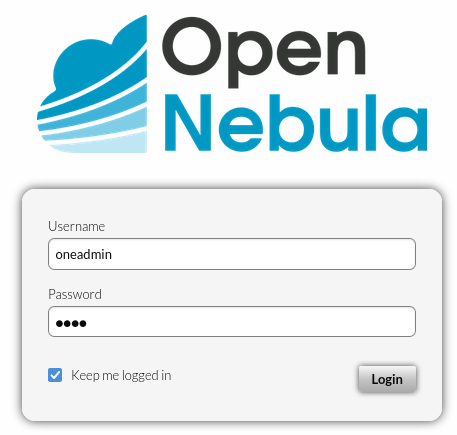 Open
Nebula
Username
oneadmin
Password
••••
Keep me logged in
Login